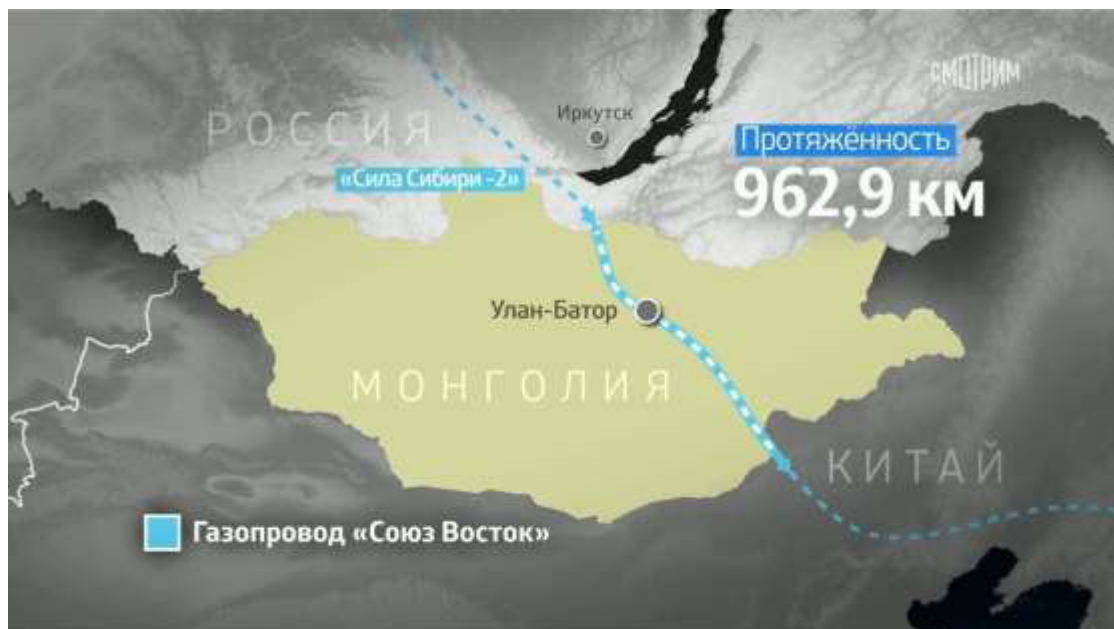 СМОТРИМ
РОССИЯ
Иркутск
Протяжённость
«Сила Сибири -2»
962,9 км
Улан-Батор
МОНГОЛИЯ
КИТАЙ
Газопровод «Союз Восток»